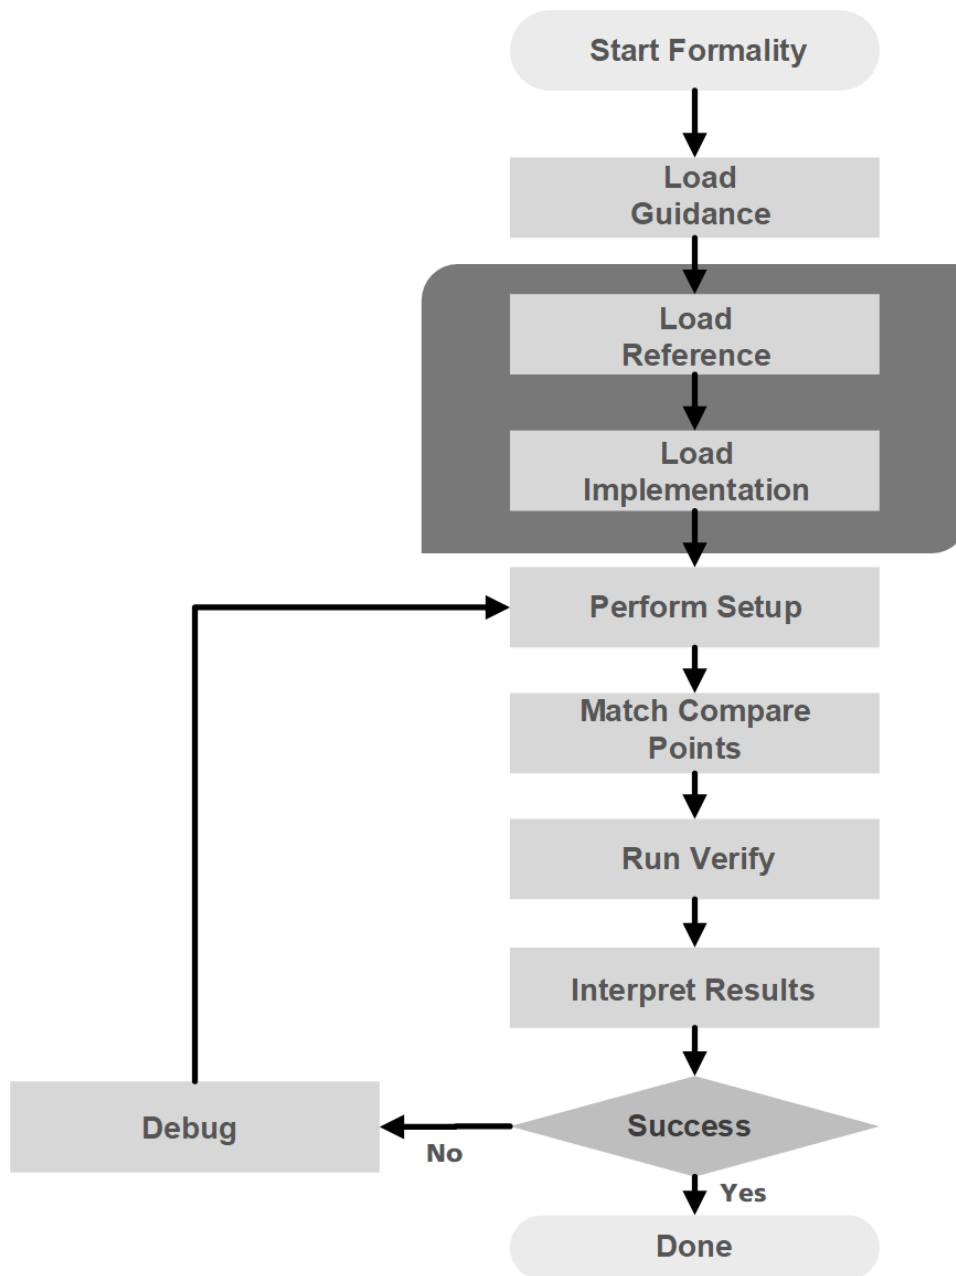 Start Formality
Load
Guidance
Load
Reference
Load
Implementation
Perform Setup
Match Compare
Points
Run Verify
Interpret Results
Success
Debug
No
Yes
Done